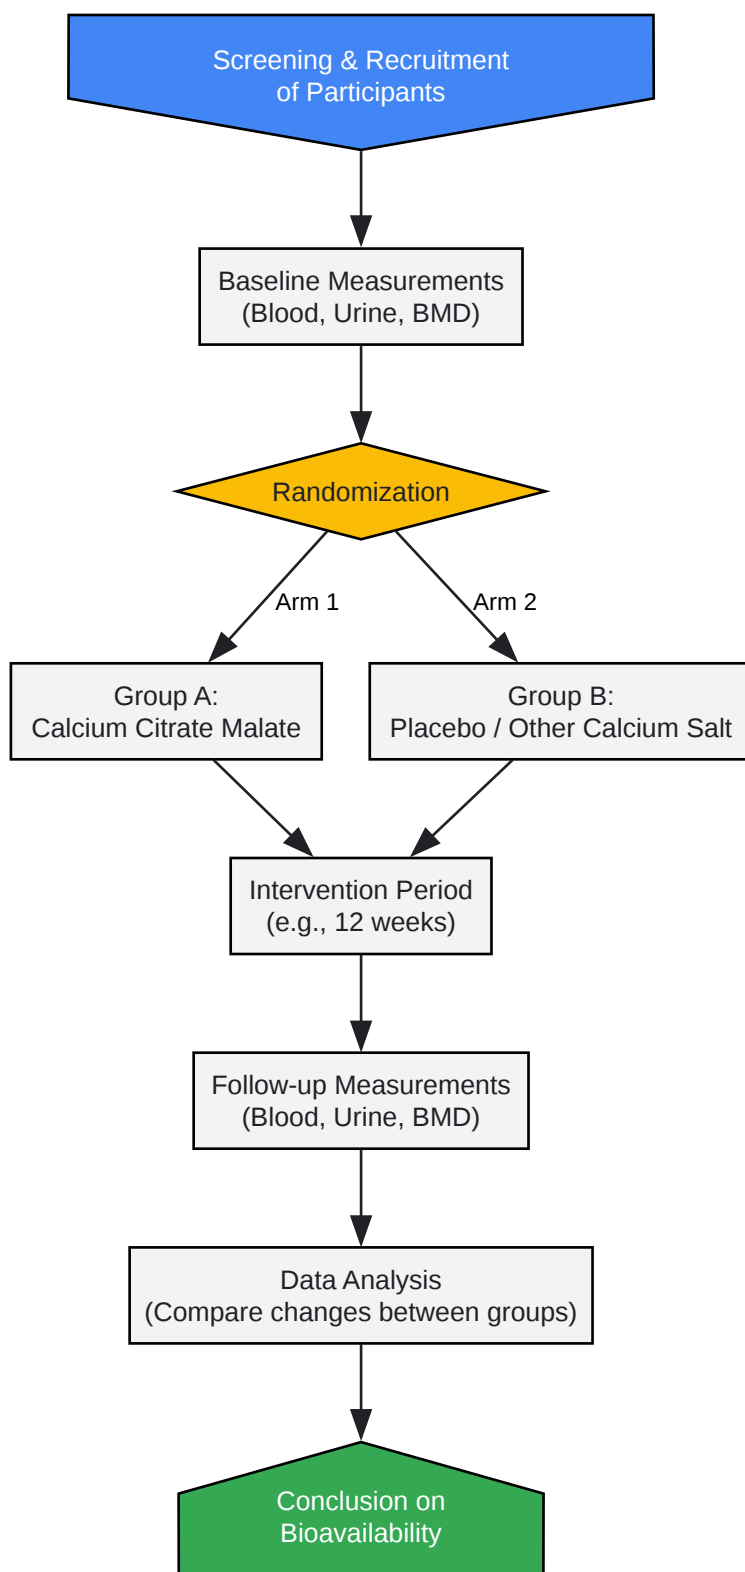 Screening & Recruitment
of Participants
Baseline Measurements
(Blood, Urine, BMD)
Randomization
Arm 1
Arm 2
Group A:
Calcium Citrate Malate
Group B:
Placebo / Other Calcium Salt
Intervention Period
(e.g., 12 weeks)
Follow-up Measurements
(Blood, Urine, BMD)
Data Analysis
(Compare changes between groups)
Conclusion on
Bioavailability